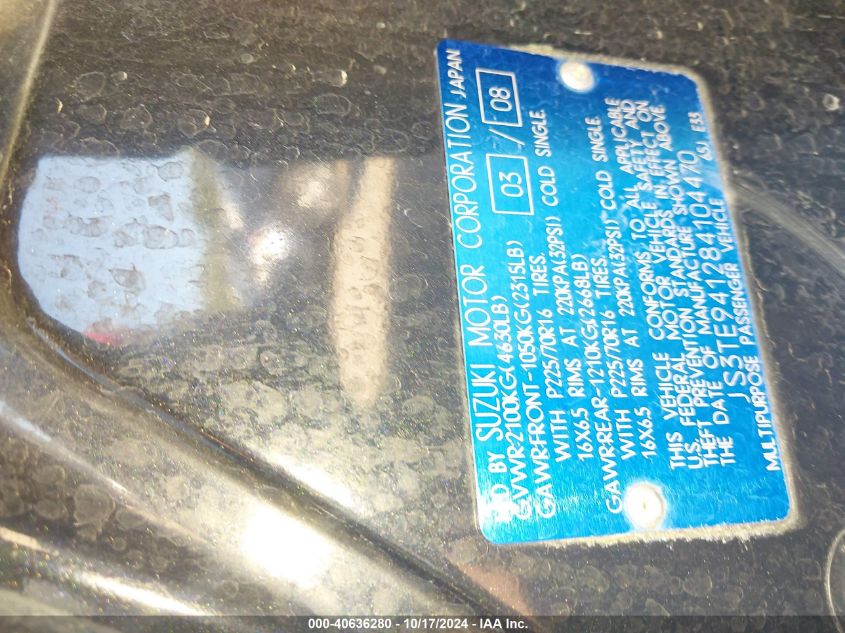 BY SUZUKI MOTOR CORPORATION JAPAN
GVWR-2100KG(4630LB) 03 / 08
GAWR:FRONT-1050KG(2315LB)
WITH P225/70R16 TIRES.
16X6.5 RIMS AT 220KPA(32PSI) COLD SINGLE.
GAWR:REAR-1210KG(2668LB)
WITH P225/70R16 TIRES.
16X6.5 RIMS AT 220KPA(32PSI) COLD SINGLE.
THIS VEHICLE CONFORMS TO ALL APPLICABLE
U.S. FEDERAL MOTOR VEHICLE SAFETY AND
THEFT PREVENTION STANDARDS IN EFFECT ON
THE DATE OF MANUFACTURE SHOWN ABOVE.
JS3TE941284104470
MULTIPURPOSE PASSENGER VEHICLE 65J E33
000-40636280 - 10/17/2024 - IAA Inc.